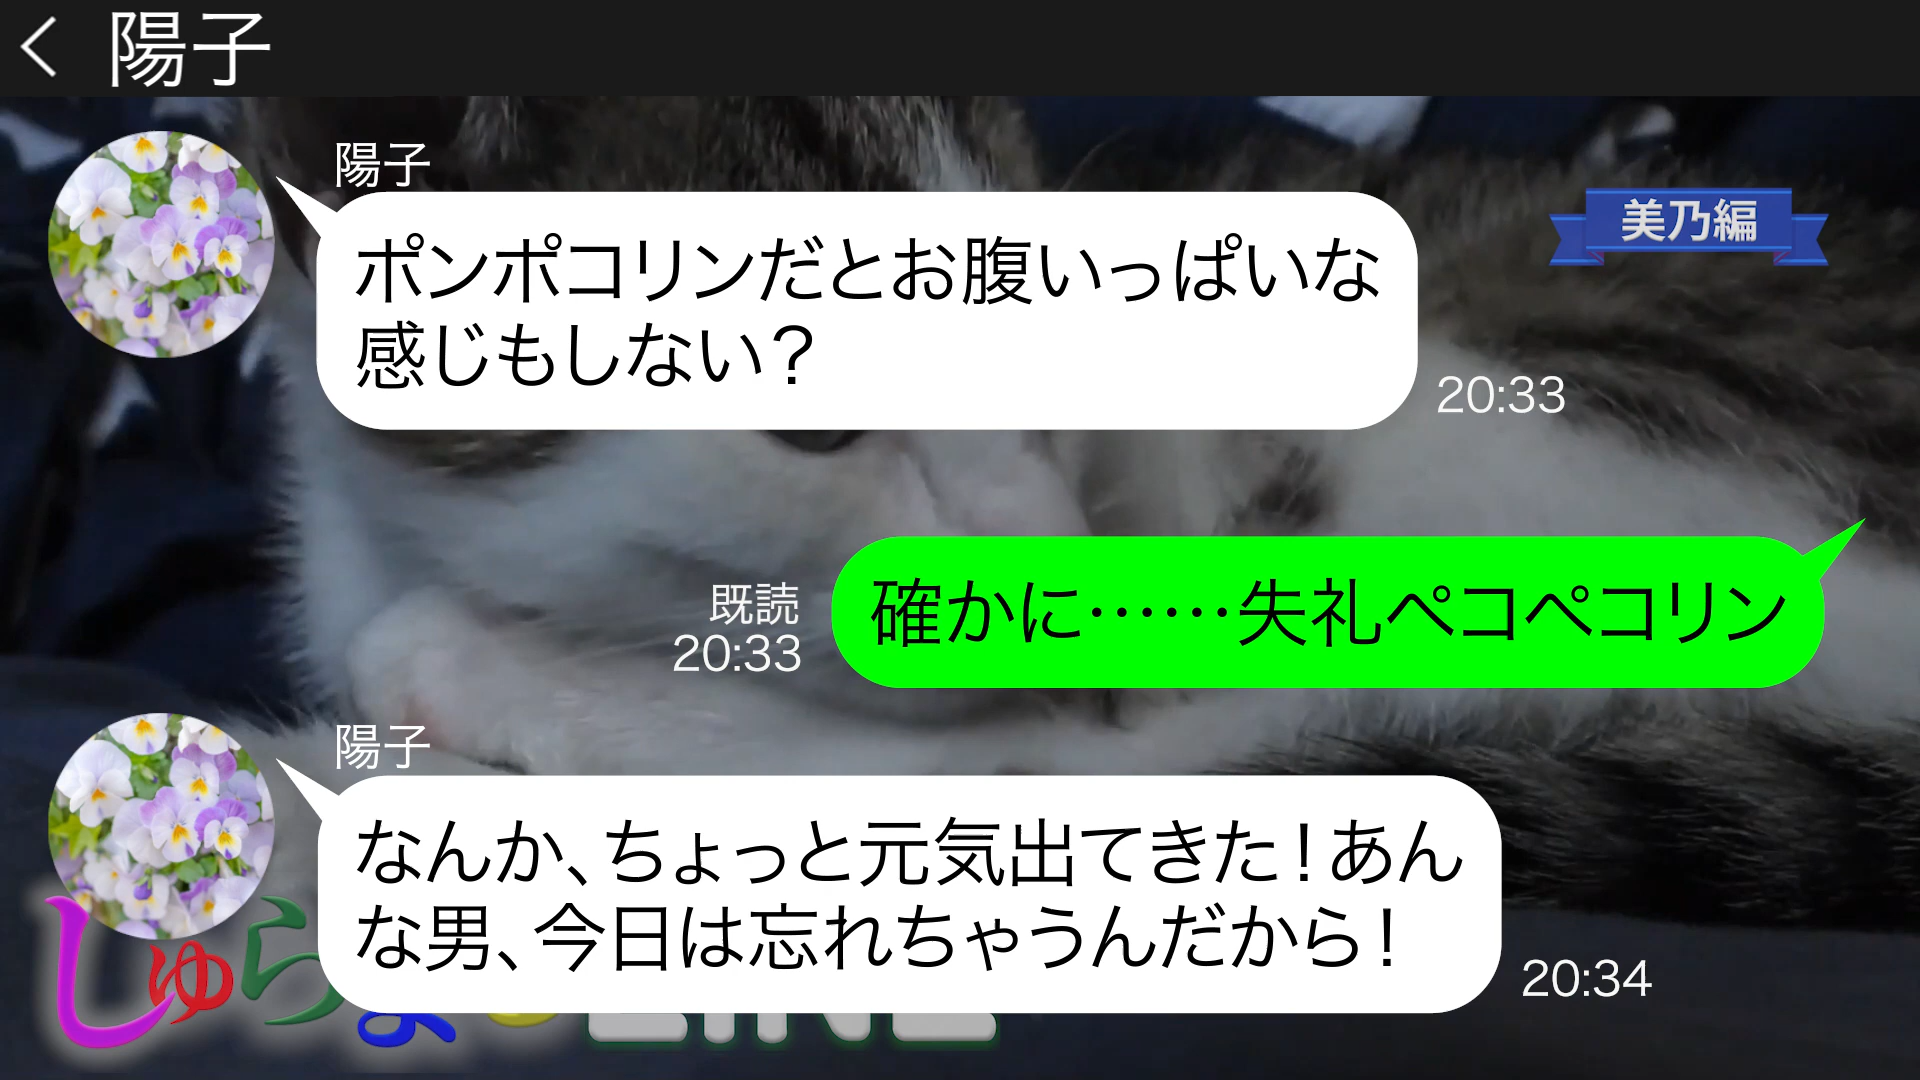 陽子
陽子
美乃編
ポンポコリンだとお腹いっぱいな
感じもしない？
20:33
確かに……失礼ペコペコリン
既読
20:33
陽子
なんか、ちょっと元気出てきた！あん
な男、今日は忘れちゃうんだから！
20:34
しゅら
LINE